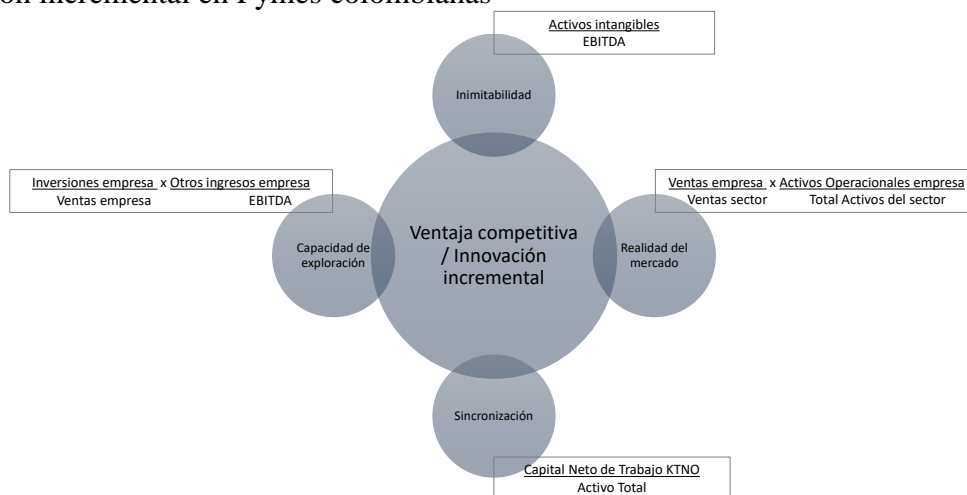 ón incremental en Pymes colombianas
Activos intangibles
EBITDA
Inimitabilidad
Inversiones empresa x Otros ingresos empresa
Ventas empresa EBITDA
Ventas empresa x Activos Operacionales empresa
Ventas sector Total Activos del sector
Capacidad de
exploración
Ventaja competitiva
/ Innovación
incremental
Realidad del
mercado
Sincronización
Capital Neto de Trabajo KTNO
Activo Total